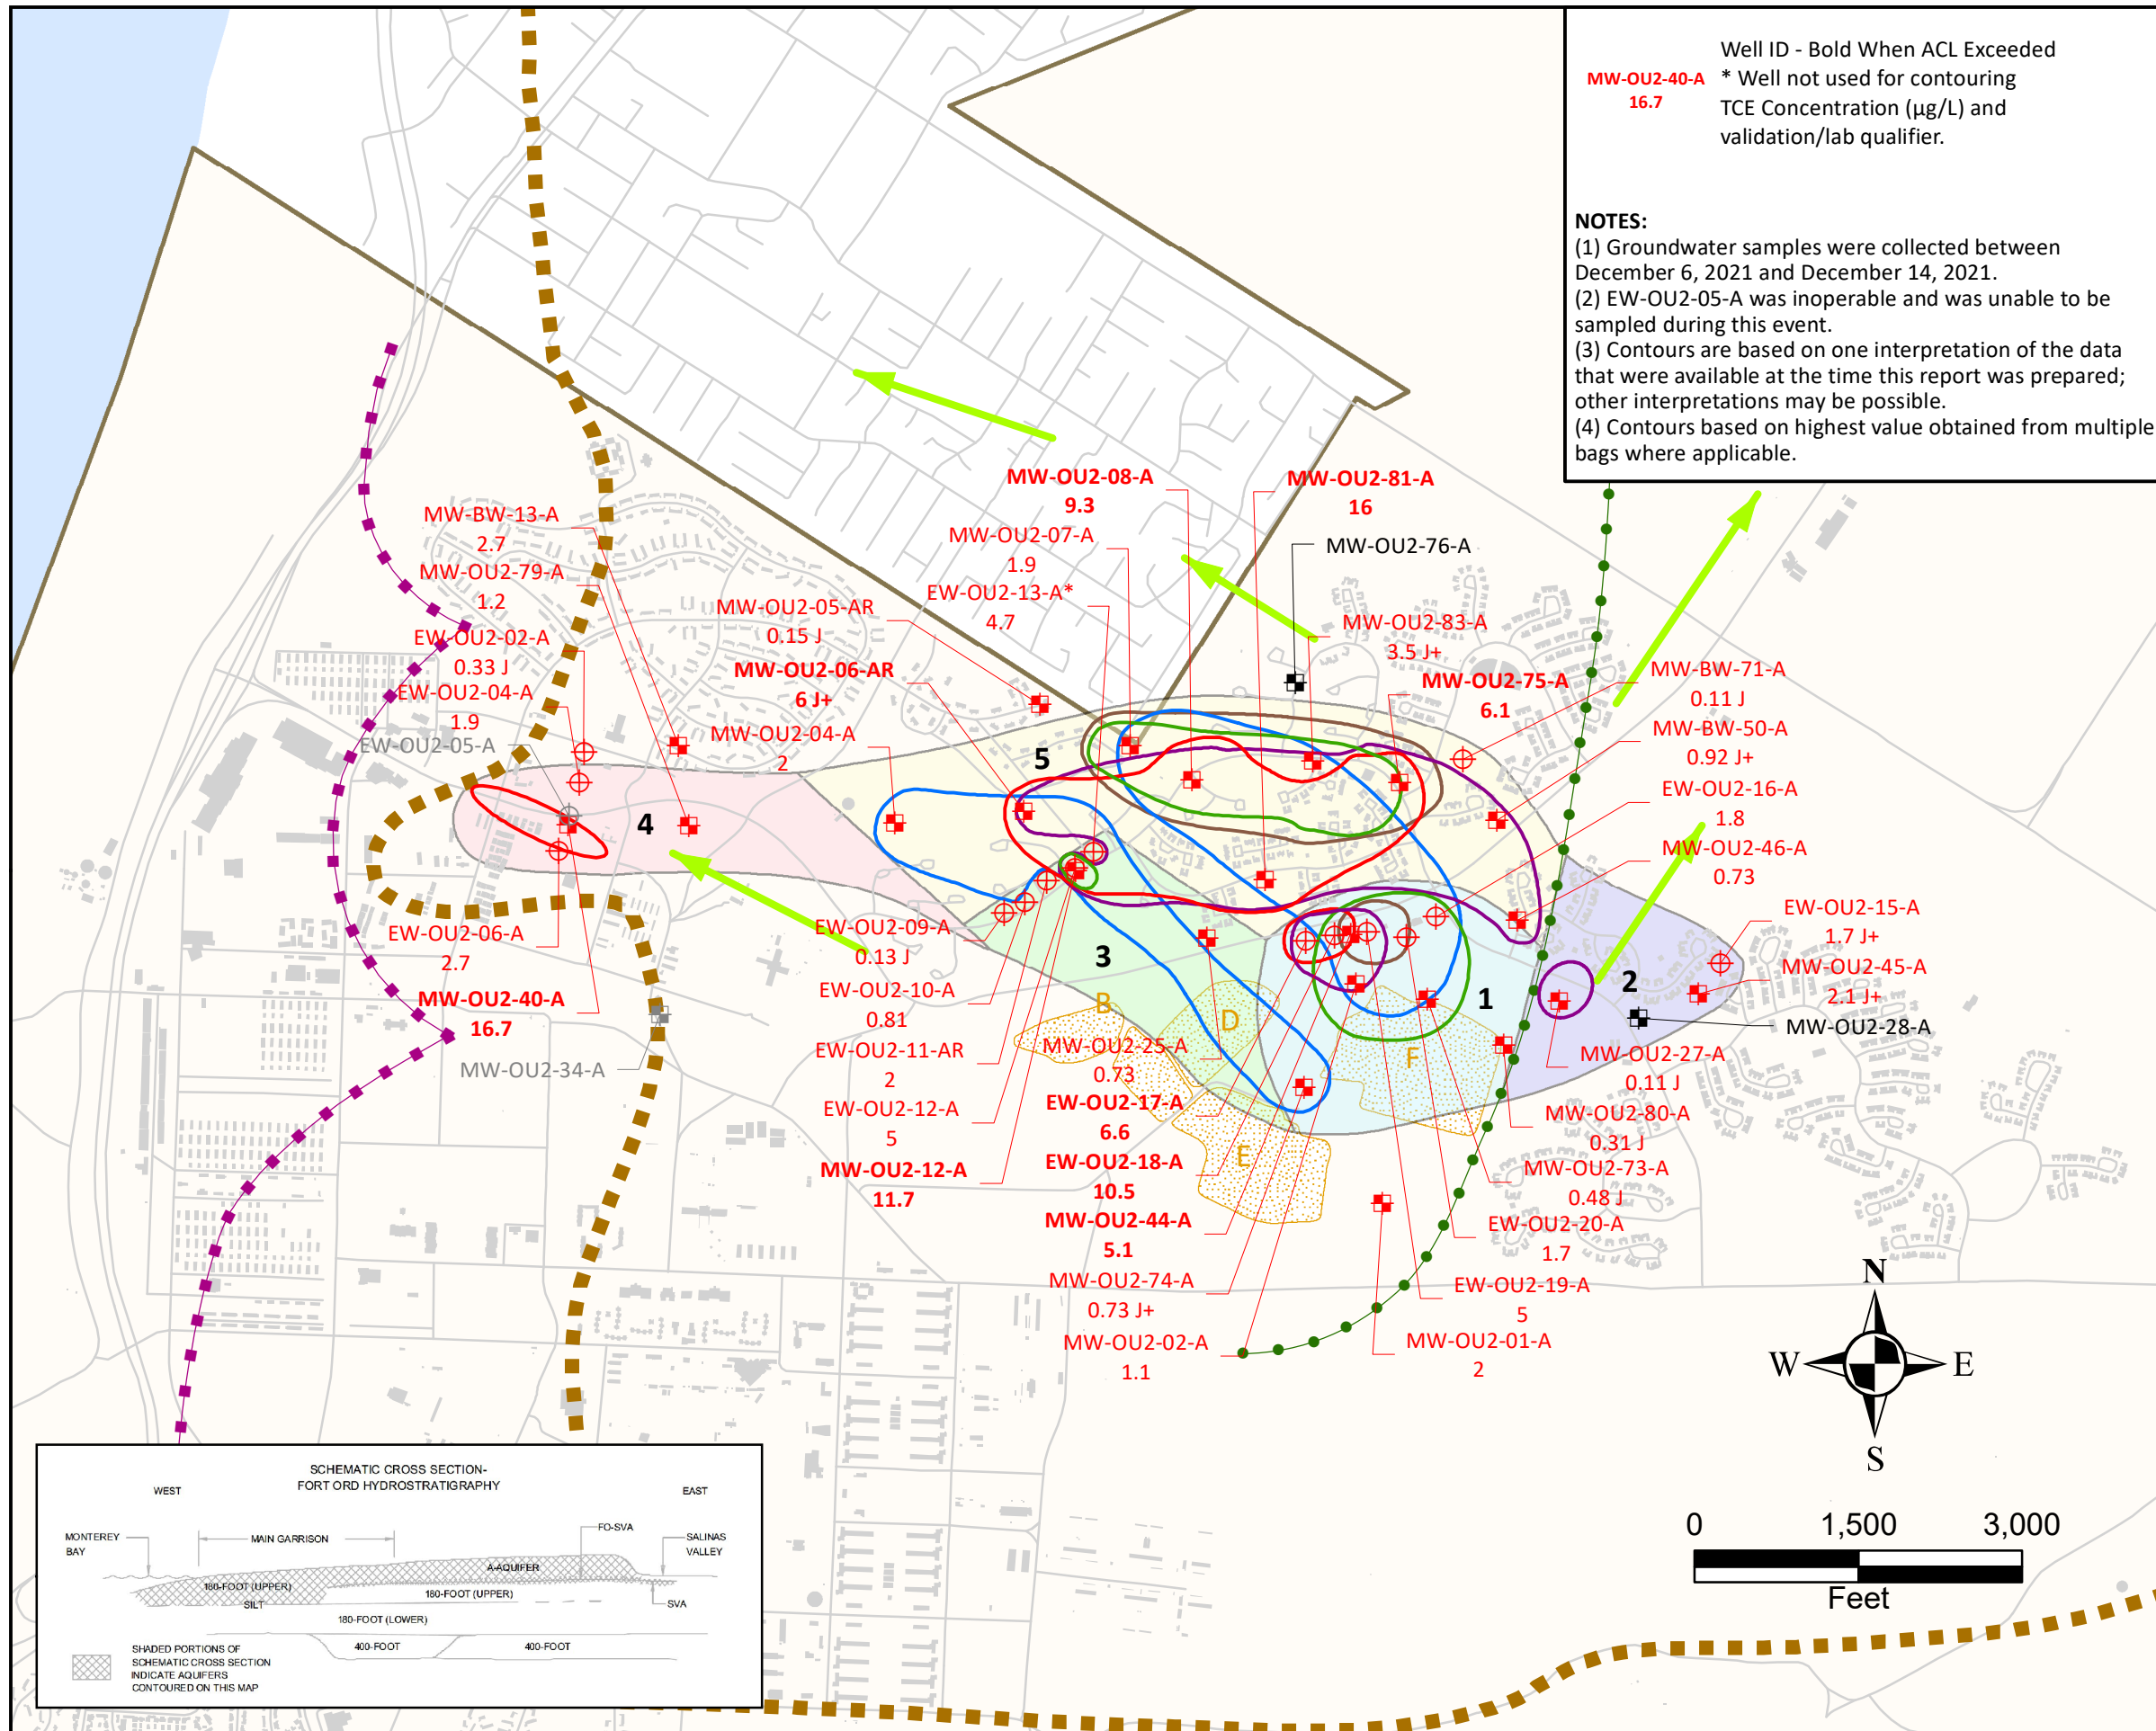 Well ID - Bold When ACL Exceeded
MW-OU2-40-A
16.7
* Well not used for contouring
TCE Concentration (µg/L) and
validation/lab qualifier.
NOTES:
(1) Groundwater samples were collected between
December 6, 2021 and December 14, 2021.
(2) EW-OU2-05-A was inoperable and was unable to be
sampled during this event.
(3) Contours are based on one interpretation of the data
that were available at the time this report was prepared;
other interpretations may be possible.
(4) Contours based on highest value obtained from multiple
bags where applicable.
MW-OU2-08-A
9.3
MW-OU2-81-A
16
MW-BW-13-A
2.7
MW-OU2-07-A
1.9
MW-OU2-76-A
MW-OU2-79-A
1.2
EW-OU2-13-A*
4.7
MW-OU2-05-AR
0.15 J
MW-OU2-83-A
3.5 J+
EW-OU2-02-A
0.33 J
MW-OU2-06-AR
6 J+
MW-OU2-75-A
6.1
MW-BW-71-A
0.11 J
EW-OU2-04-A
1.9
EW-OU2-05-A
MW-OU2-04-A
2
MW-BW-50-A
0.92 J+
5
EW-OU2-16-A
1.8
4
MW-OU2-46-A
0.73
EW-OU2-06-A
2.7
EW-OU2-09-A
0.13 J
3
EW-OU2-15-A
1.7 J+
MW-OU2-40-A
16.7
EW-OU2-10-A
0.81
B
D
1
2
MW-OU2-45-A
2.1 J+
MW-OU2-28-A
MW-OU2-34-A
EW-OU2-11-AR
2
MW-OU2-25-A
0.73
F
MW-OU2-27-A
0.11 J
EW-OU2-12-A
5
EW-OU2-17-A
6.6
MW-OU2-80-A
0.31 J
MW-OU2-12-A
11.7
EW-OU2-18-A
10.5
E
MW-OU2-73-A
0.48 J
MW-OU2-44-A
5.1
EW-OU2-20-A
1.7
MW-OU2-74-A
0.73 J+
EW-OU2-19-A
5
MW-OU2-02-A
1.1
MW-OU2-01-A
2
N
W
E
S
0 1,500 3,000
Feet
SCHEMATIC CROSS SECTION-
FORT ORD HYDROSTRATIGRAPHY
WEST
EAST
MONTEREY
BAY
MAIN GARRISON
FO-SVA
SALINAS
VALLEY
A-AQUIFER
180-FOOT (UPPER)
180-FOOT (UPPER)
SILT
SVA
180-FOOT (LOWER)
400-FOOT
400-FOOT
SHADED PORTIONS OF
SCHEMATIC CROSS SECTION
INDICATE AQUIFERS
CONTOURED ON THIS MAP